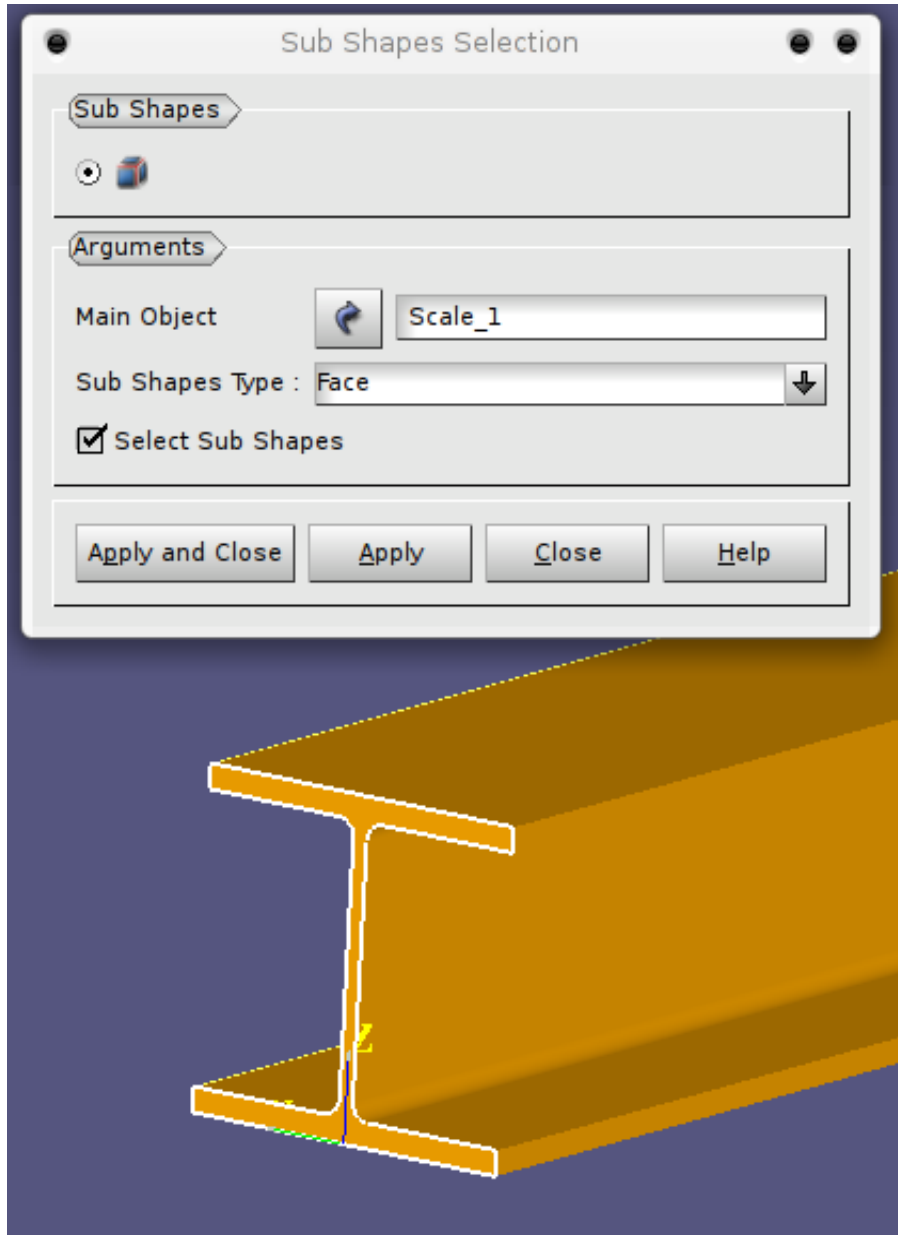 Sub Shapes Selection
Sub Shapes
Arguments
Main Object Scale_1
Sub Shapes Type : Face
Select Sub Shapes
Apply and Close Apply Close Help
Z